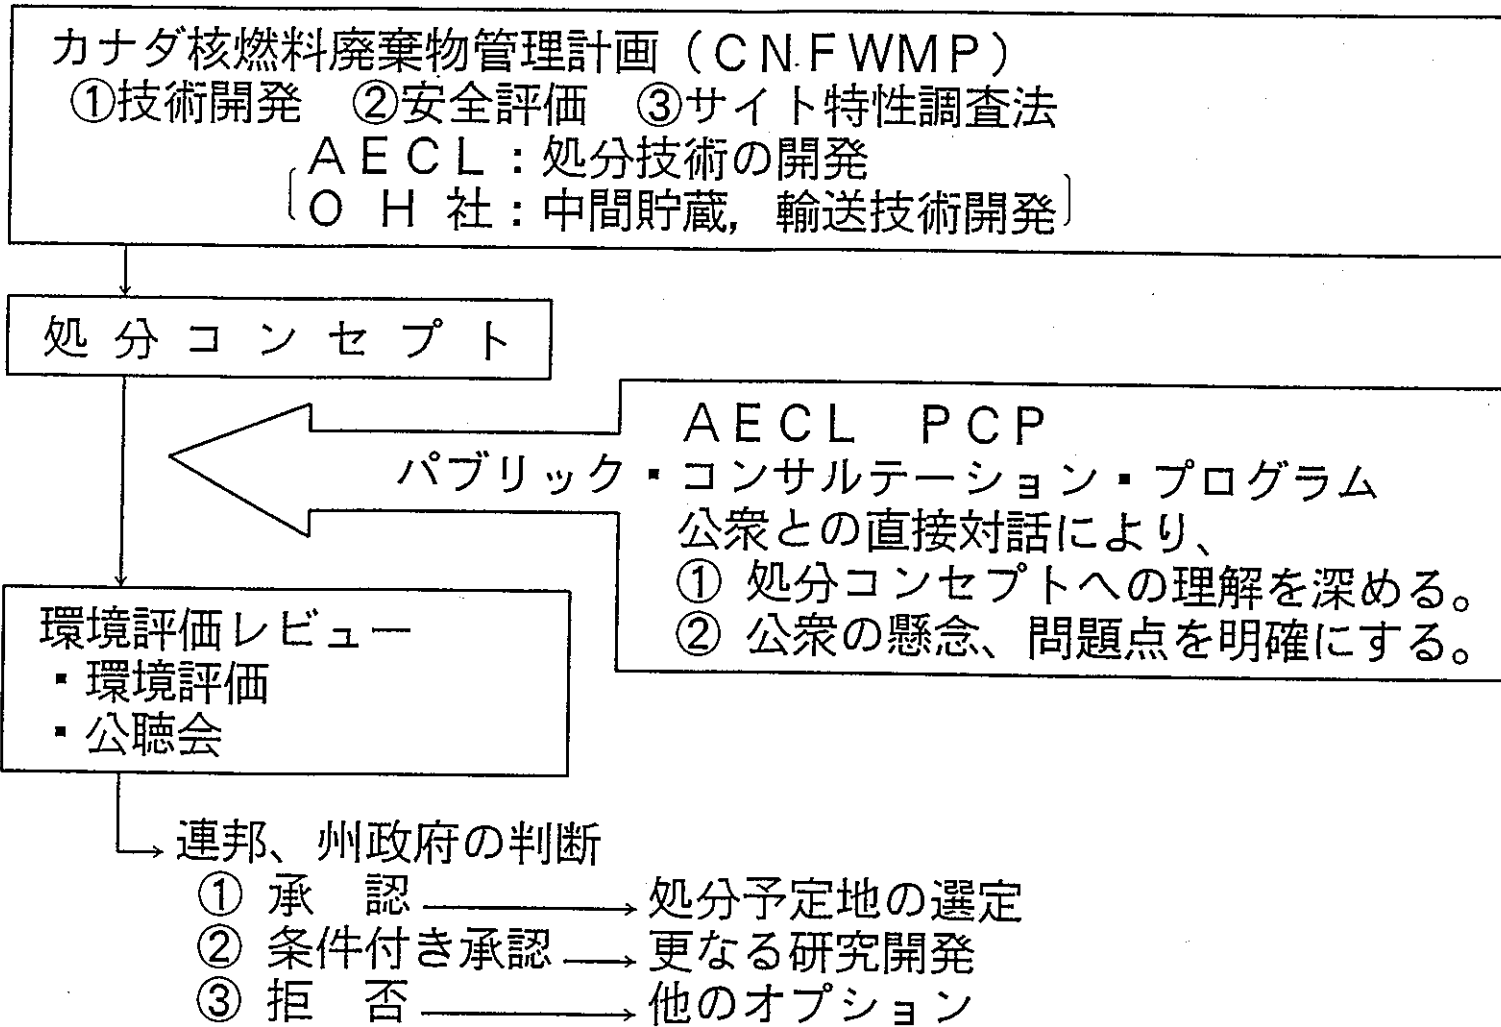 カナダ核燃料廃棄物管理計画（ＣＮＦＷＭＰ）
①技術開発　②安全評価　③サイト特性調査法
ＡＥＣＬ：処分技術の開発
ＯＨ社：中間貯蔵，輸送技術開発
処分コンセプト
ＡＥＣＬ　ＰＣＰ
パブリック・コンサルテーション・プログラム
公衆との直接対話により、
① 処分コンセプトへの理解を深める。
② 公衆の懸念、問題点を明確にする。
環境評価レビュー
・環境評価
・公聴会
連邦、州政府の判断
① 承　認 → 処分予定地の選定
② 条件付き承認 → 更なる研究開発
③ 拒　否 → 他のオプション